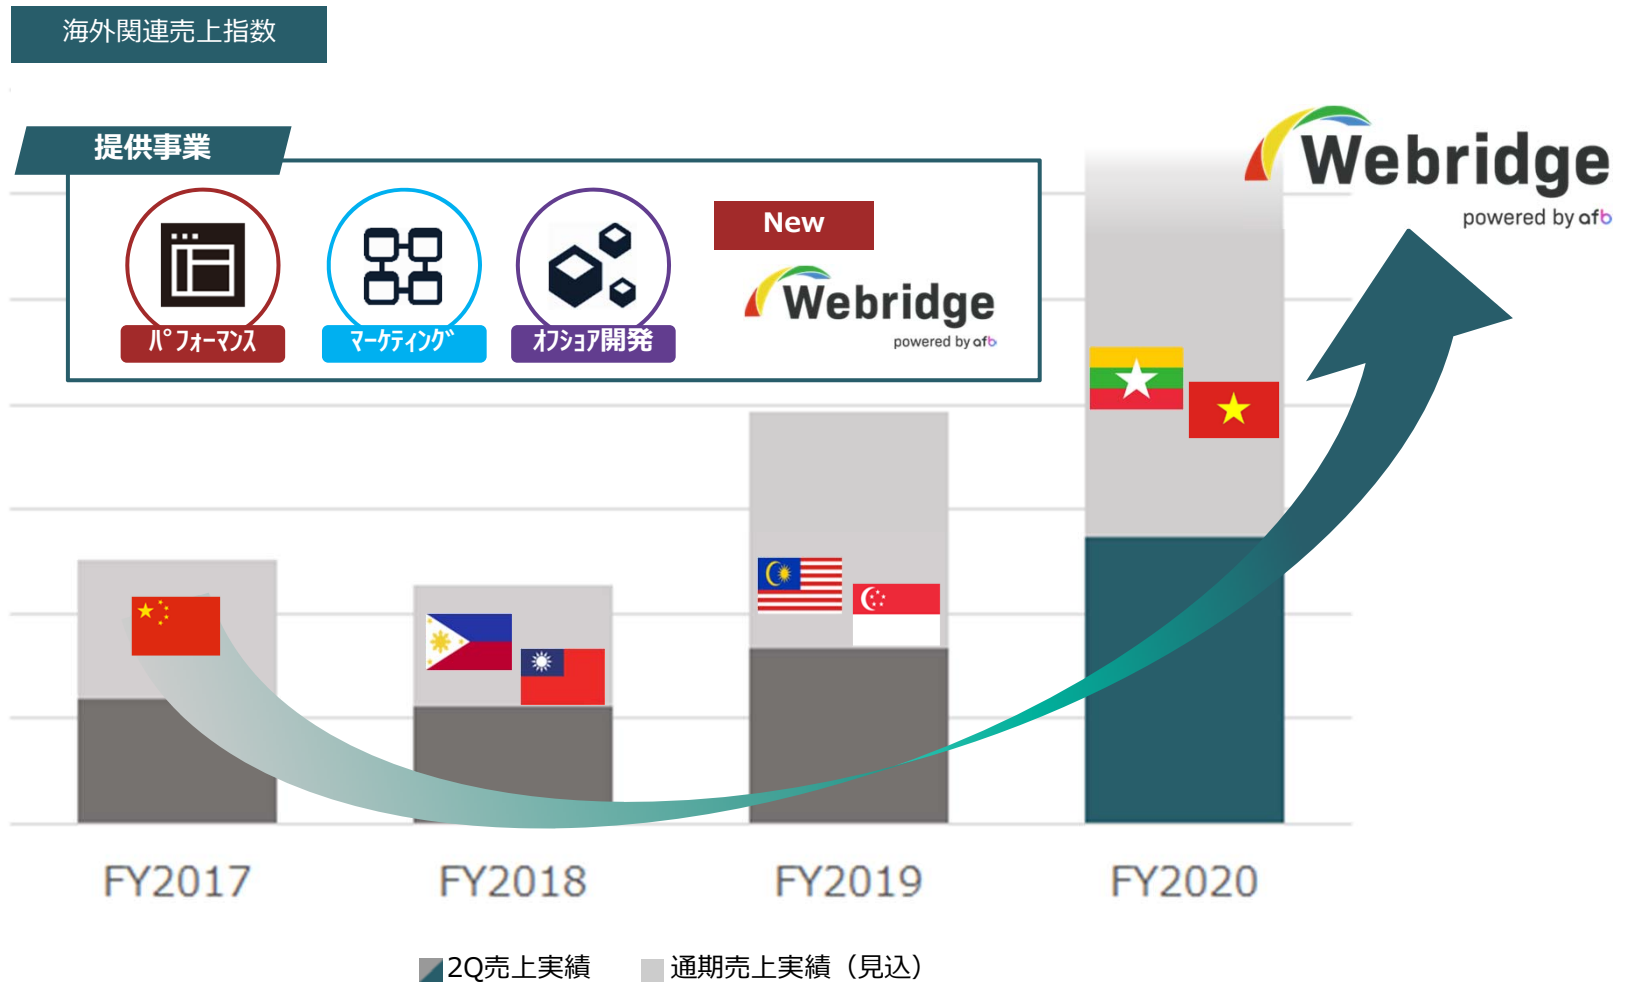 海外関連売上指数
提供事業
ﾊﾟﾌｫｰﾏﾝｽ
ﾏｰｹﾃｨﾝｸﾞ
ｵﾌｼｮｱ開発
New
Webridge
powered by afb
Webridge
powered by afb
FY2017
FY2018
FY2019
FY2020
2Q売上実績
通期売上実績（見込）